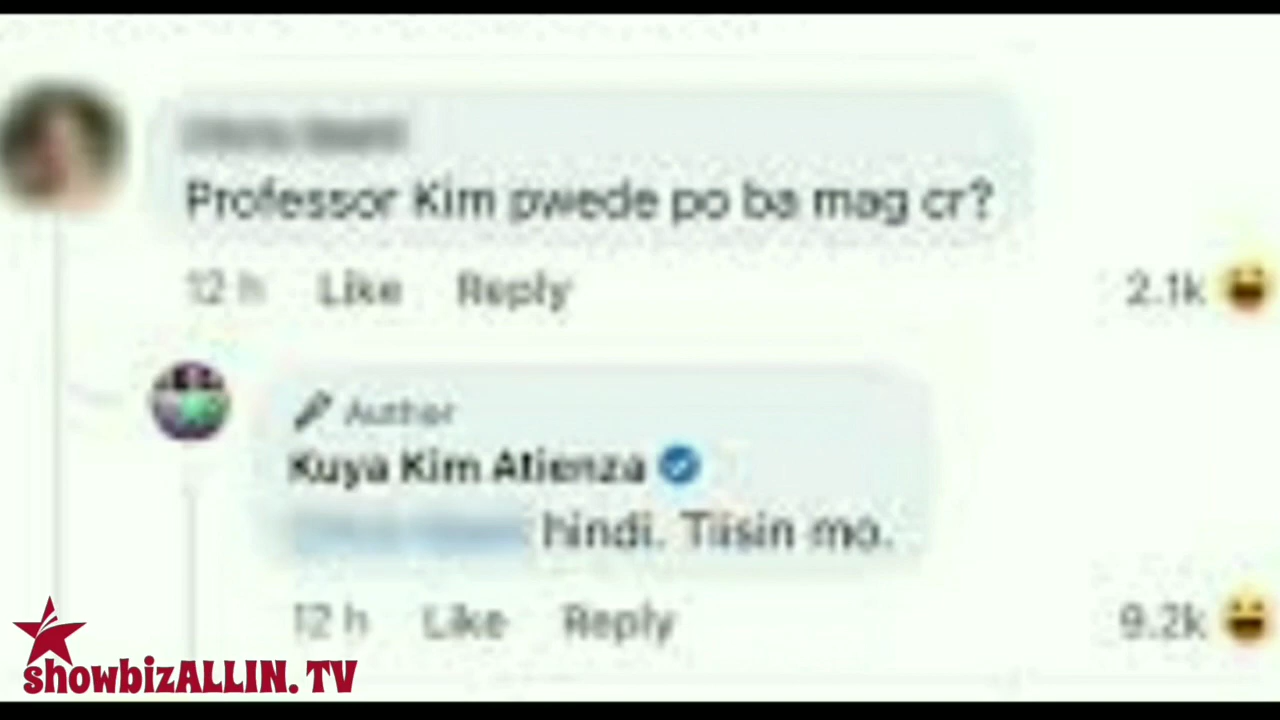 Professor Kim pwede po ba mag cr?
12 h Like Reply 2.1k
Author
Kuya Kim Atienza
hindi. Tiisin mo.
12 h Like Reply 9.2k
showbizALLIN.TV